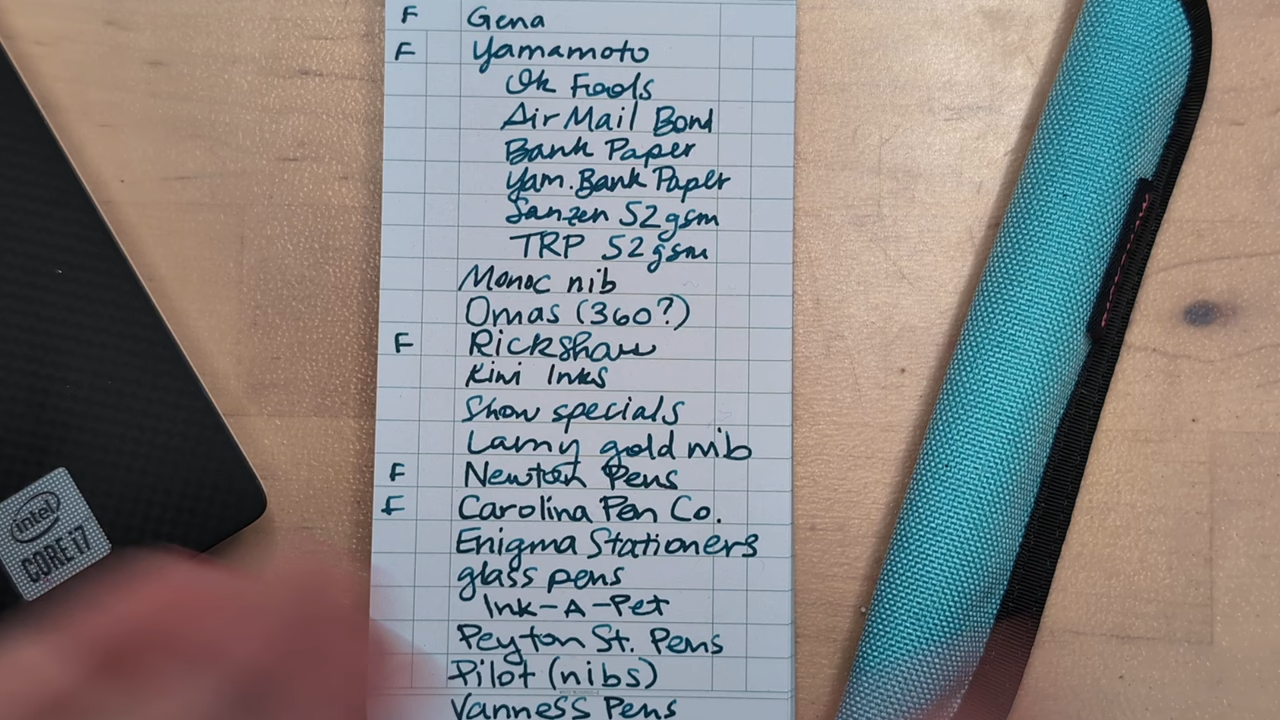 F Gena
F Yamamoto
Ok Fools
Air Mail Bond
Bank Paper
Yam. Bank Paper
Sanzen 52gsm
TRP 52gsm
Monoc nib
Omas (360?)
F Rickshaw
Kiwi Inks
Show specials
Lamy gold nib
F Newton Pens
F Carolina Pen Co.
Enigma Stationers
glass pens
Ink-A-Pet
Peyton St. Pens
Pilot (nibs)
Vanness Pens
intel
CORE i7